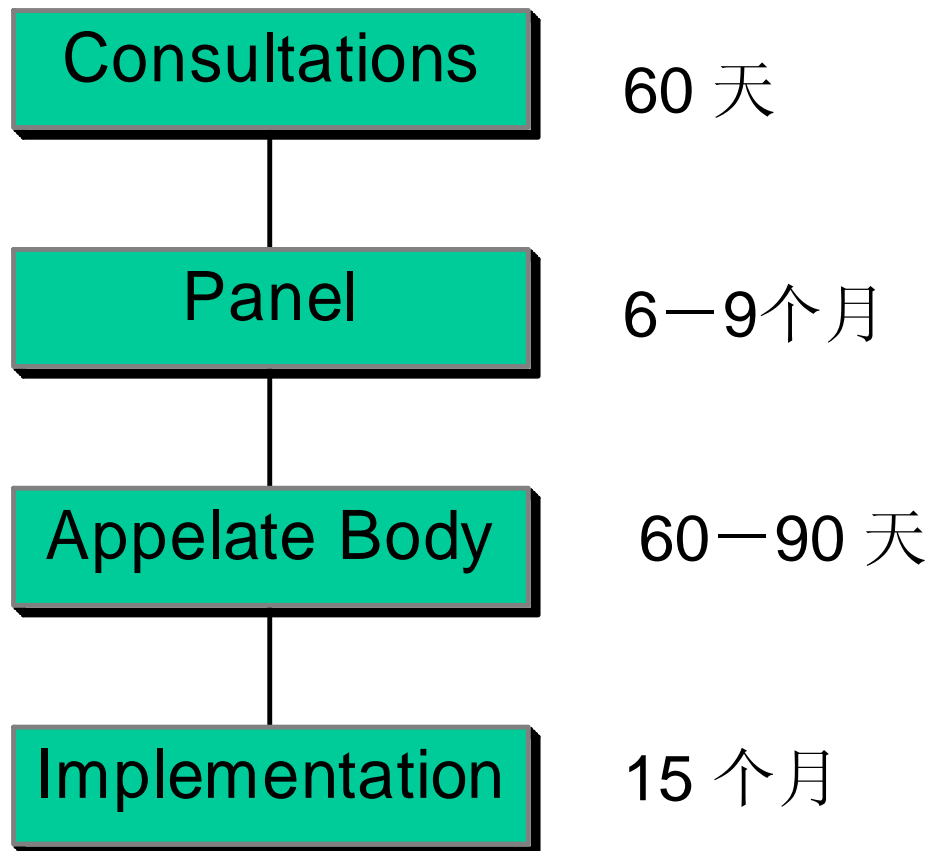 Consultations
60 天
Panel
6－9个月
Appelate Body
60－90 天
Implementation
15 个月